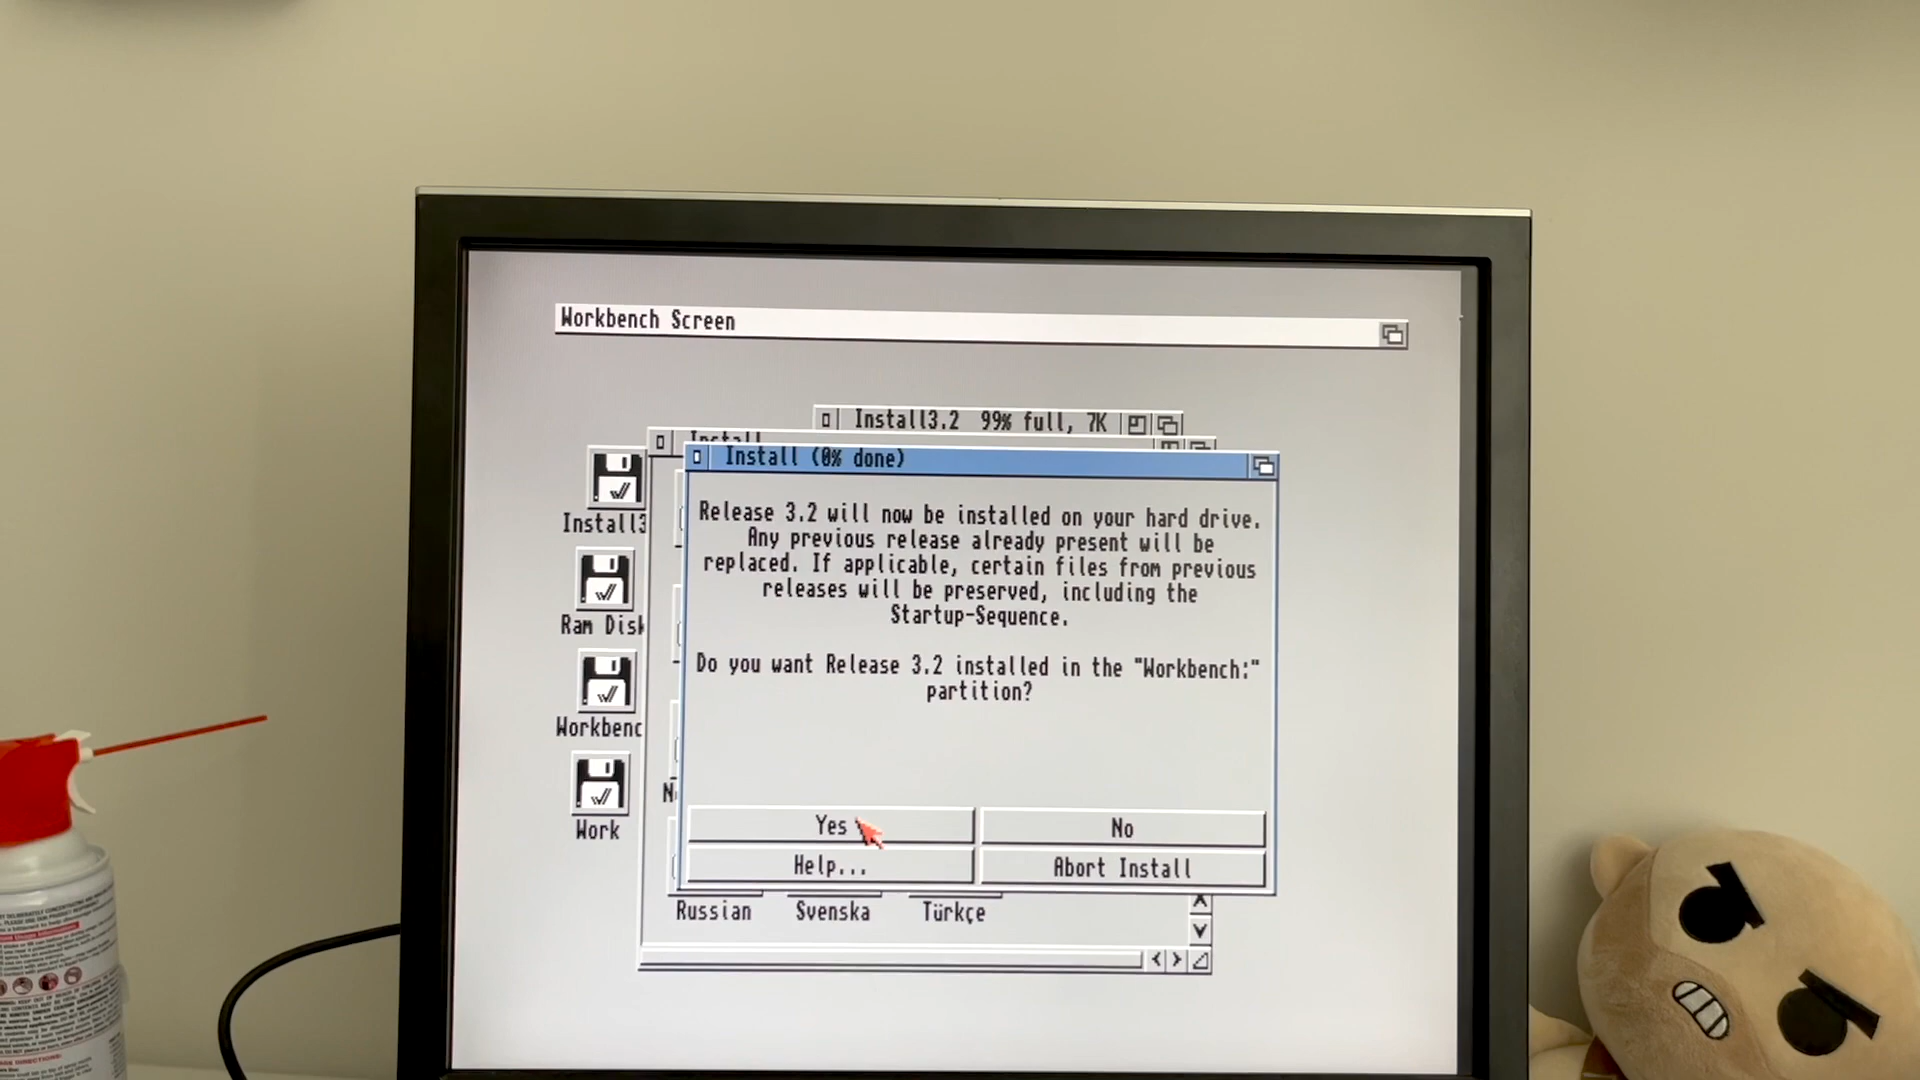 Workbench Screen
Install3.2 99% full, 7K
Install
Install (0% done)
Release 3.2 will now be installed on your hard drive.
Any previous release already present will be
replaced. If applicable, certain files from previous
releases will be preserved, including the
Startup-Sequence.
Do you want Release 3.2 installed in the "Workbench:"
partition?
Yes
No
Help...
Abort Install
Install3
Ram Disk
Workbenc
Work
Russian
Svenska
Türkçe